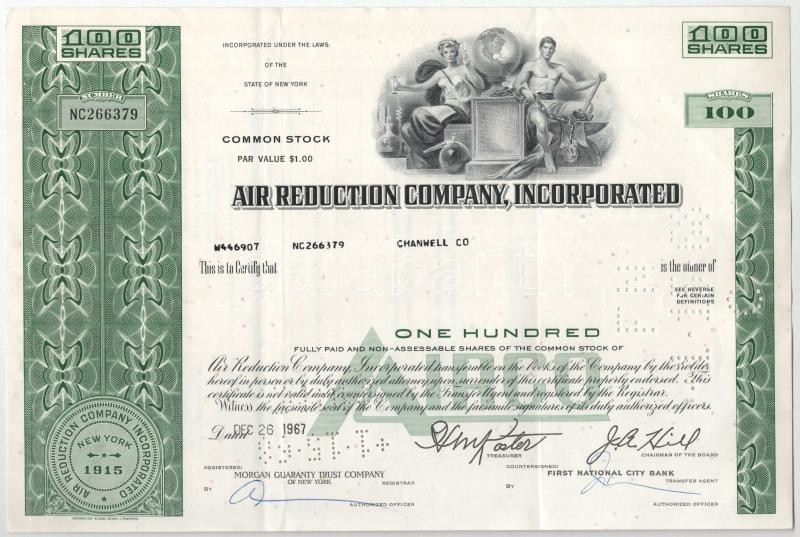 100
SHARES
100
SHARES
INCORPORATED UNDER THE LAWS
OF THE
STATE OF NEW YORK
NUMBER
NC266379
SHARES
100
COMMON STOCK
PAR VALUE $1.00
AIR REDUCTION COMPANY, INCORPORATED
W446907 NC266379 CHANWELL CO
This is to Certify that is the owner of
SEE REVERSE
FOR CERTAIN
DEFINITIONS
ONE HUNDRED
FULLY PAID AND NON-ASSESSABLE SHARES OF THE COMMON STOCK OF
AIRCO
Air Reduction Company, Incorporated transferable on the books of the Company by the holder
hereof in person or by duly authorized attorney upon surrender of this certificate properly endorsed. This
certificate is not valid until countersigned by the Transfer Agent and registered by the Registrar.
Witness the facsimile seal of the Company and the facsimile signatures of its duly authorized officers.
Dated DEC 26 1967
TREASURER
J.A. Hill
CHAIRMAN OF THE BOARD
AIR REDUCTION COMPANY INCORPORATED
NEW YORK
1915
REGISTERED:
MORGAN GUARANTY TRUST COMPANY
OF NEW YORK
REGISTRAR
BY
AUTHORIZED OFFICER
COUNTERSIGNED:
FIRST NATIONAL CITY BANK
TRANSFER AGENT
BY
AUTHORIZED OFFICER
AMERICAN BANK NOTE COMPANY